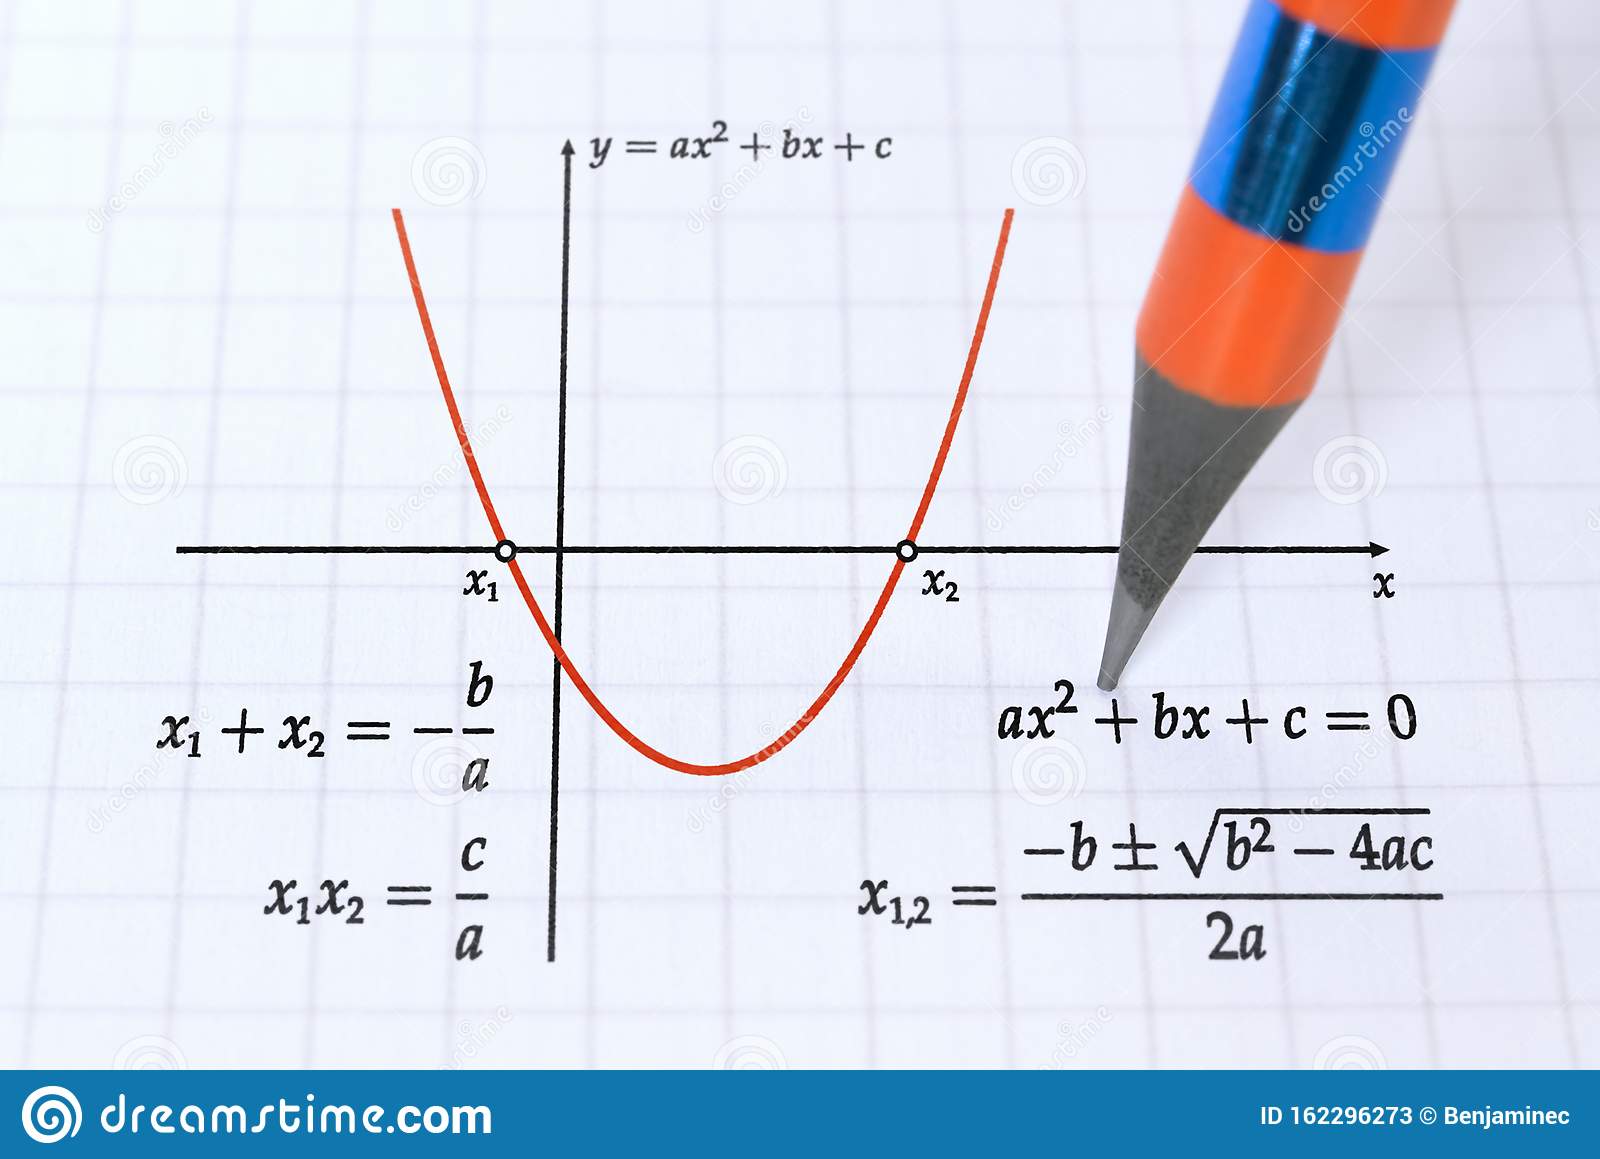 y = ax² + bx + c
x₁
x₂
x
x₁ + x₂ = −b/a
ax² + bx + c = 0
x₁x₂ = c/a
x₁,₂ = (−b ± √(b² − 4ac))/2a
dreamstime.com
ID 162296273 © Benjaminec